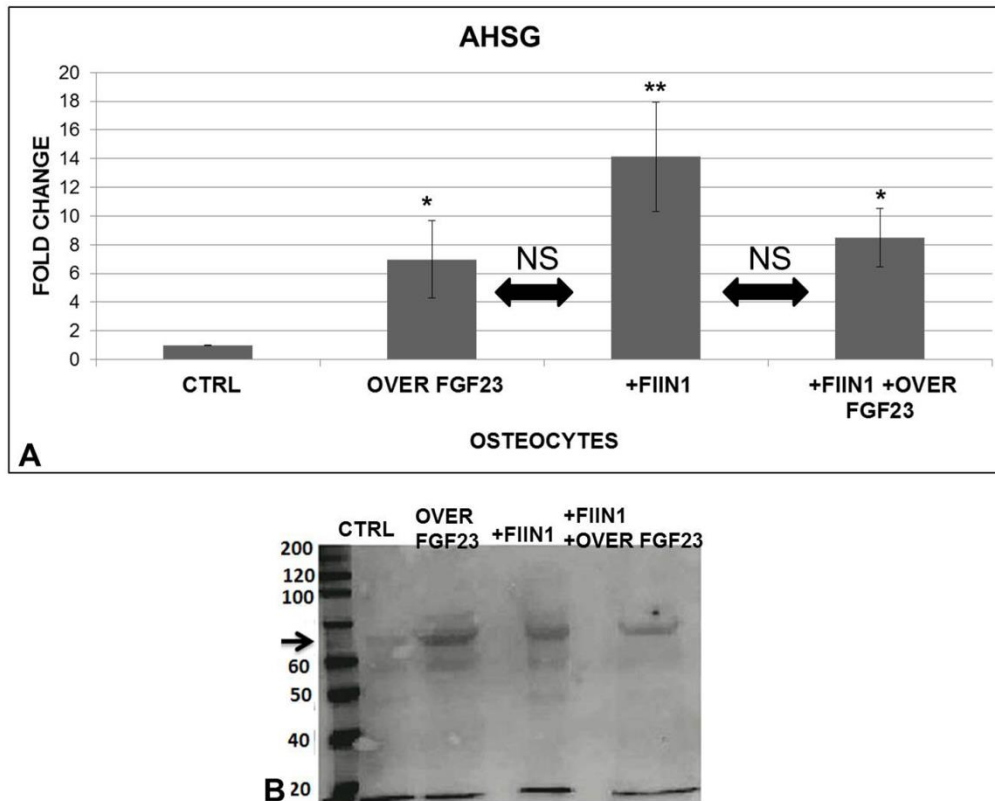 AHSG
FOLD CHANGE
20
18
16
14
12
10
8
6
4
2
0
*
**
*
NS
NS
CTRL
OVER FGF23
+FIIN1
+FIIN1 +OVER
FGF23
OSTEOCYTES
A
CTRL
OVER
FGF23
+FIIN1
+FIIN1
+OVER FGF23
200
120
100
60
50
40
20
B